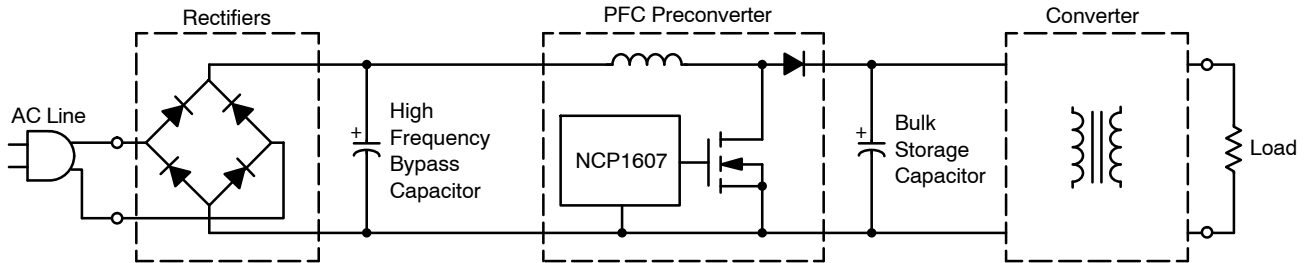 Rectifiers
PFC Preconverter
Converter
AC Line
High
Frequency
Bypass
Capacitor
+
NCP1607
+
Bulk
Storage
Capacitor
Load